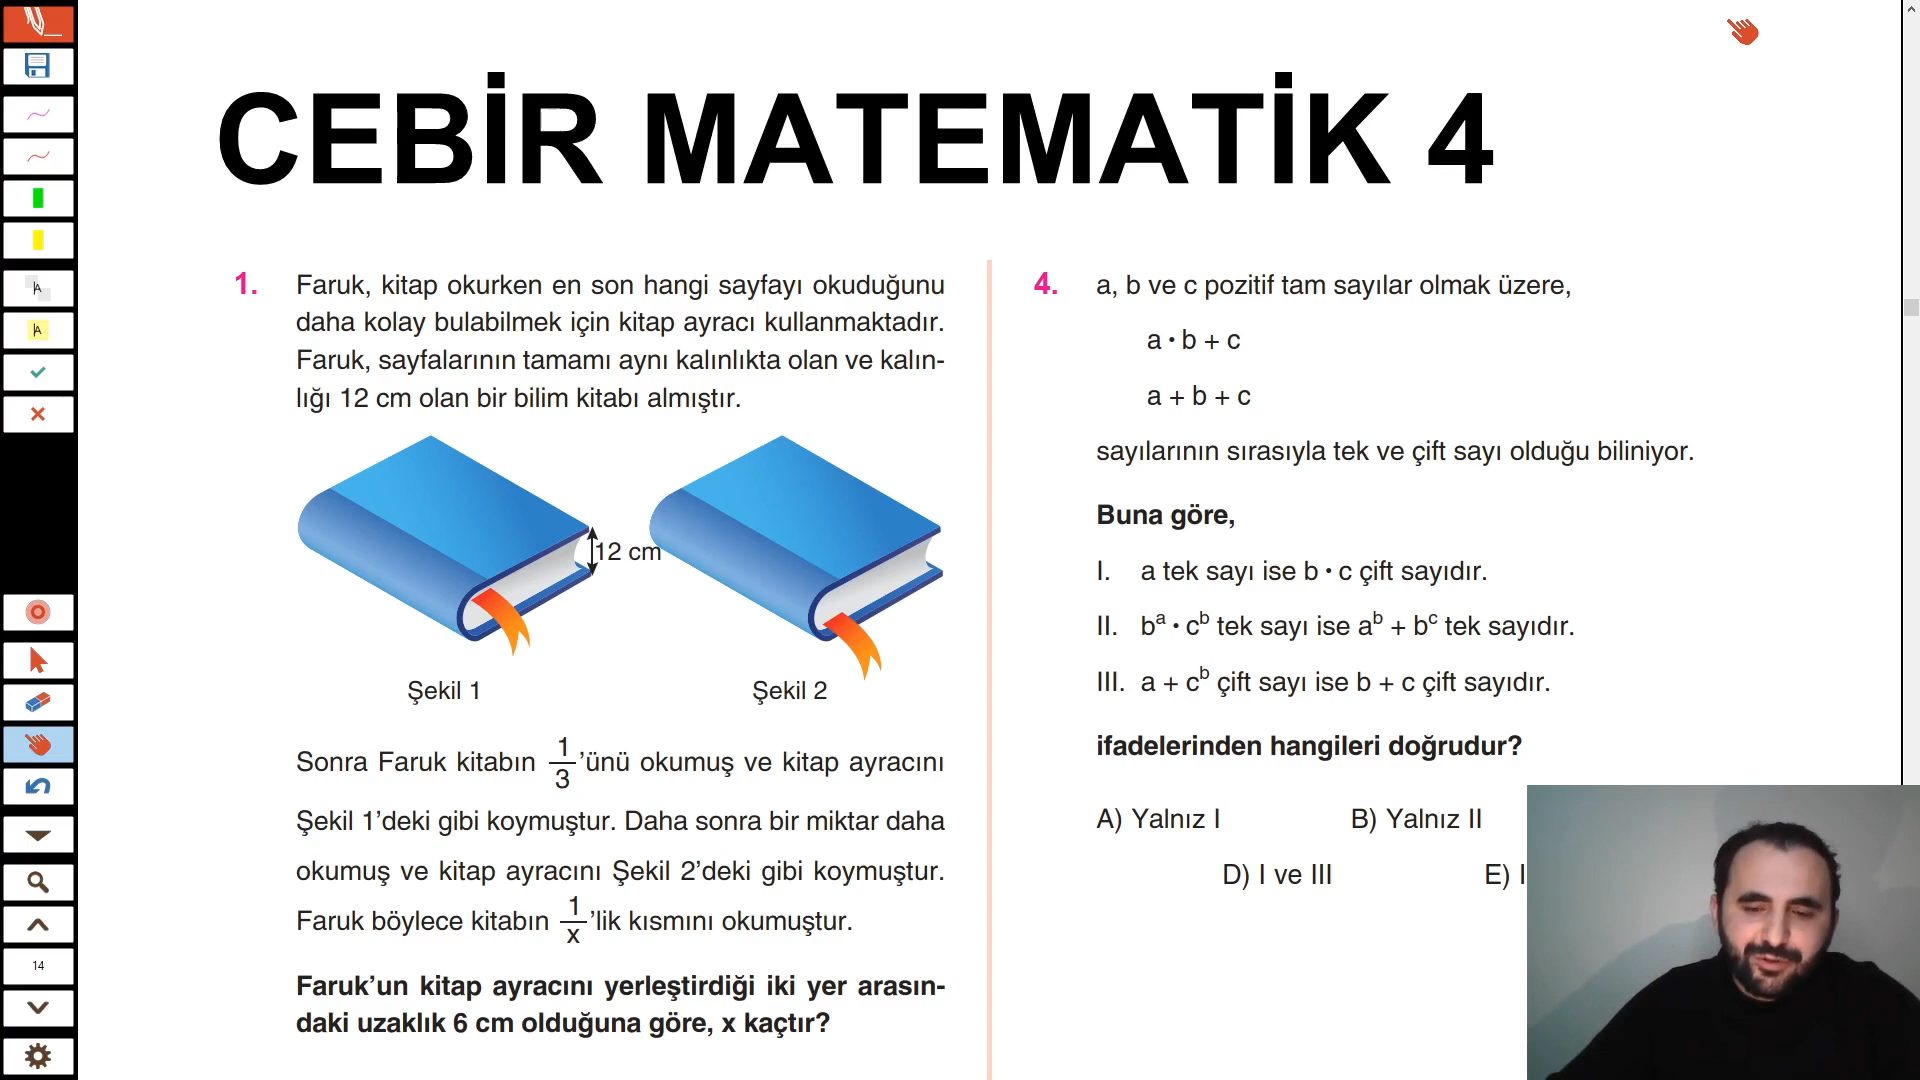 CEBİR MATEMATİK 4
1. Faruk, kitap okurken en son hangi sayfayı okuduğunu
daha kolay bulabilmek için kitap ayracı kullanmaktadır.
Faruk, sayfalarının tamamı aynı kalınlıkta olan ve kalın-
lığı 12 cm olan bir bilim kitabı almıştır.
12 cm
Şekil 1 Şekil 2
Sonra Faruk kitabın 1/3'ünü okumuş ve kitap ayracını
Şekil 1'deki gibi koymuştur. Daha sonra bir miktar daha
okumuş ve kitap ayracını Şekil 2'deki gibi koymuştur.
Faruk böylece kitabın 1/x'lik kısmını okumuştur.
Faruk'un kitap ayracını yerleştirdiği iki yer arasın-
daki uzaklık 6 cm olduğuna göre, x kaçtır?
4. a, b ve c pozitif tam sayılar olmak üzere,
a · b + c
a + b + c
sayılarının sırasıyla tek ve çift sayı olduğu biliniyor.
Buna göre,
I. a tek sayı ise b · c çift sayıdır.
II. b^a · c^b tek sayı ise a^b + b^c tek sayıdır.
III. a + c^b çift sayı ise b + c çift sayıdır.
ifadelerinden hangileri doğrudur?
A) Yalnız I B) Yalnız II
D) I ve III E) I
A
A
14